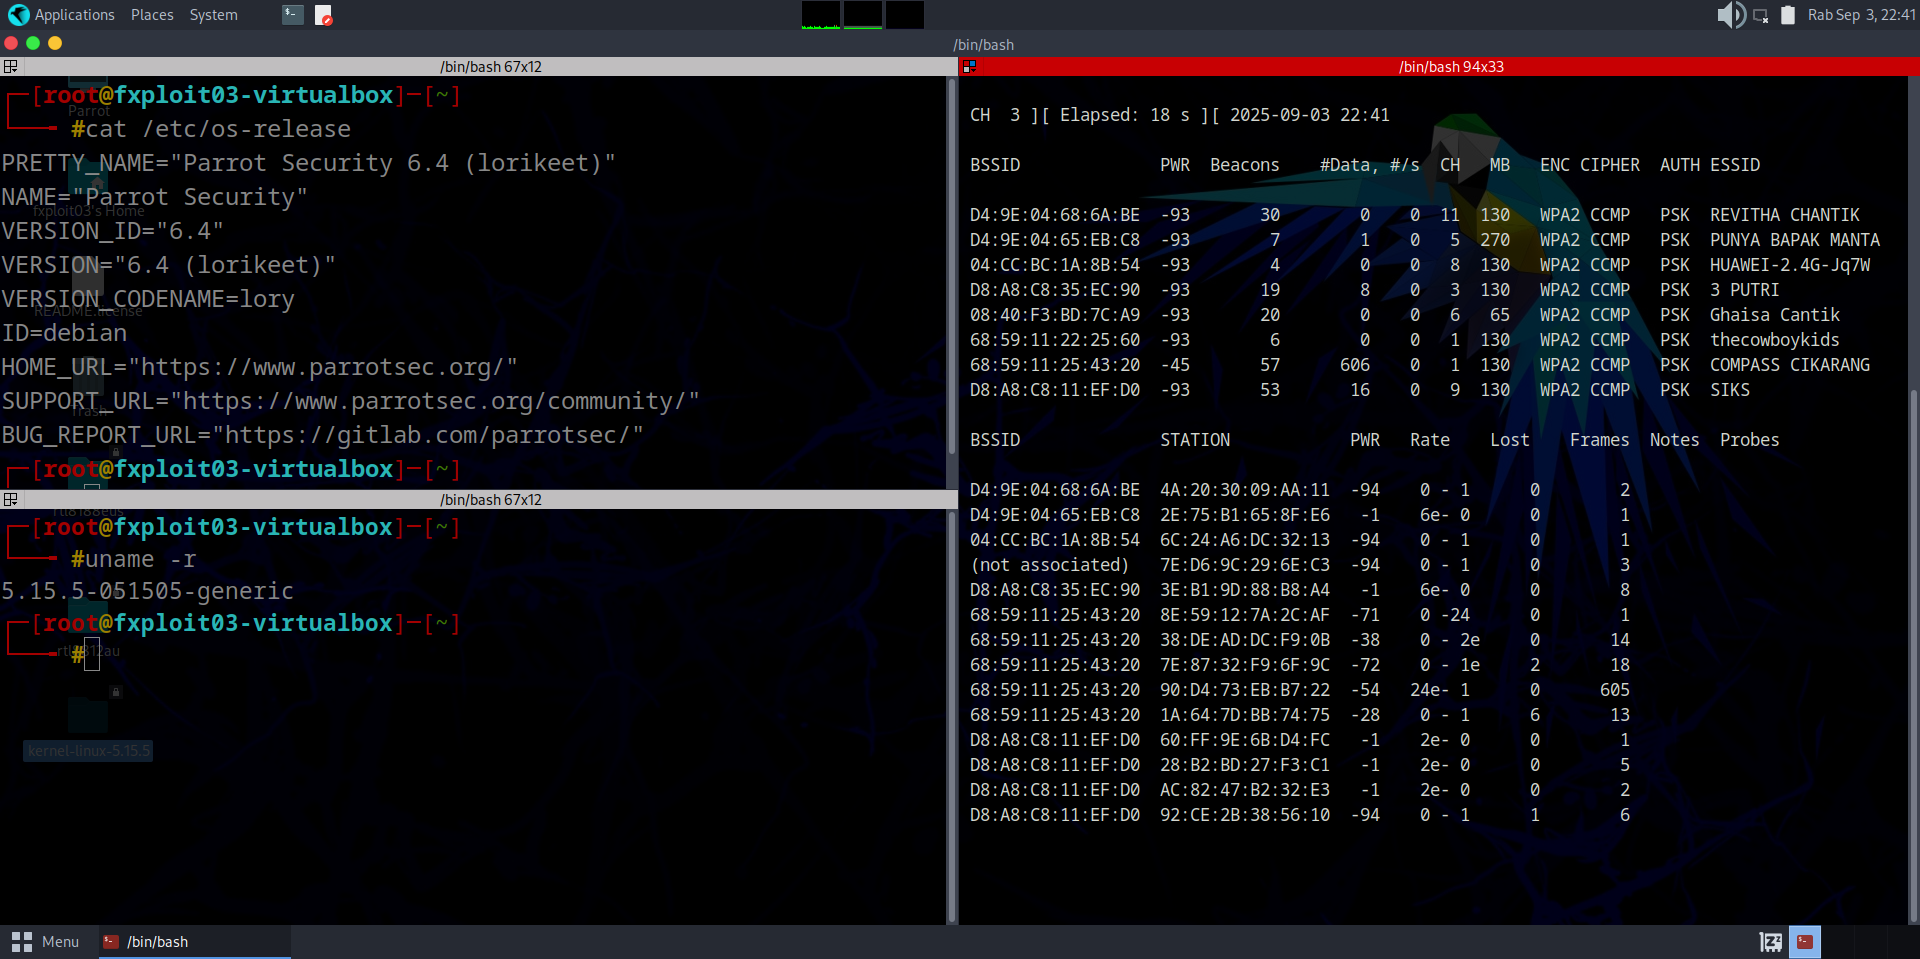 Applications Places System Rab Sep 3, 22:41
/bin/bash
/bin/bash 67x12
[root@fxploit03-virtualbox]─[~]
#cat /etc/os-release
PRETTY_NAME="Parrot Security 6.4 (lorikeet)"
NAME="Parrot Security"
VERSION_ID="6.4"
VERSION="6.4 (lorikeet)"
VERSION_CODENAME=lory
ID=debian
HOME_URL="https://www.parrotsec.org/"
SUPPORT_URL="https://www.parrotsec.org/community/"
BUG_REPORT_URL="https://gitlab.com/parrotsec/"
[root@fxploit03-virtualbox]─[~]
Parrot
fxploit03's Home
README.license
Trash
rtl8188eus
/bin/bash 67x12
[root@fxploit03-virtualbox]─[~]
#uname -r
5.15.5-051505-generic
[root@fxploit03-virtualbox]─[~]
#
rtl8812au
kernel-linux-5.15.5
/bin/bash 94x33
CH  3 ][ Elapsed: 18 s ][ 2025-09-03 22:41
BSSID              PWR  Beacons    #Data, #/s  CH   MB   ENC CIPHER  AUTH ESSID
D4:9E:04:68:6A:BE  -93       30        0    0  11  130   WPA2 CCMP   PSK  REVITHA CHANTIK
D4:9E:04:65:EB:C8  -93        7        1    0   5  270   WPA2 CCMP   PSK  PUNYA BAPAK MANTA
04:CC:BC:1A:8B:54  -93        4        0    0   8  130   WPA2 CCMP   PSK  HUAWEI-2.4G-Jq7W
D8:A8:C8:35:EC:90  -93       19        8    0   3  130   WPA2 CCMP   PSK  3 PUTRI
08:40:F3:BD:7C:A9  -93       20        0    0   6   65   WPA2 CCMP   PSK  Ghaisa Cantik
68:59:11:22:25:60  -93        6        0    0   1  130   WPA2 CCMP   PSK  thecowboykids
68:59:11:25:43:20  -45       57      606    0   1  130   WPA2 CCMP   PSK  COMPASS CIKARANG
D8:A8:C8:11:EF:D0  -93       53       16    0   9  130   WPA2 CCMP   PSK  SIKS
BSSID              STATION            PWR   Rate    Lost    Frames  Notes  Probes
D4:9E:04:68:6A:BE  4A:20:30:09:AA:11  -94    0 - 1      0        2
D4:9E:04:65:EB:C8  2E:75:B1:65:8F:E6   -1    6e- 0      0        1
04:CC:BC:1A:8B:54  6C:24:A6:DC:32:13  -94    0 - 1      0        1
(not associated)   7E:D6:9C:29:6E:C3  -94    0 - 1      0        3
D8:A8:C8:35:EC:90  3E:B1:9D:88:B8:A4   -1    6e- 0      0        8
68:59:11:25:43:20  8E:59:12:7A:2C:AF  -71    0 -24      0        1
68:59:11:25:43:20  38:DE:AD:DC:F9:0B  -38    0 - 2e     0       14
68:59:11:25:43:20  7E:87:32:F9:6F:9C  -72    0 - 1e     2       18
68:59:11:25:43:20  90:D4:73:EB:B7:22  -54   24e- 1      0      605
68:59:11:25:43:20  1A:64:7D:BB:74:75  -28    0 - 1      6       13
D8:A8:C8:11:EF:D0  60:FF:9E:6B:D4:FC   -1    2e- 0      0        1
D8:A8:C8:11:EF:D0  28:B2:BD:27:F3:C1   -1    2e- 0      0        5
D8:A8:C8:11:EF:D0  AC:82:47:B2:32:E3   -1    2e- 0      0        2
D8:A8:C8:11:EF:D0  92:CE:2B:38:56:10  -94    0 - 1      1        6
Menu /bin/bash